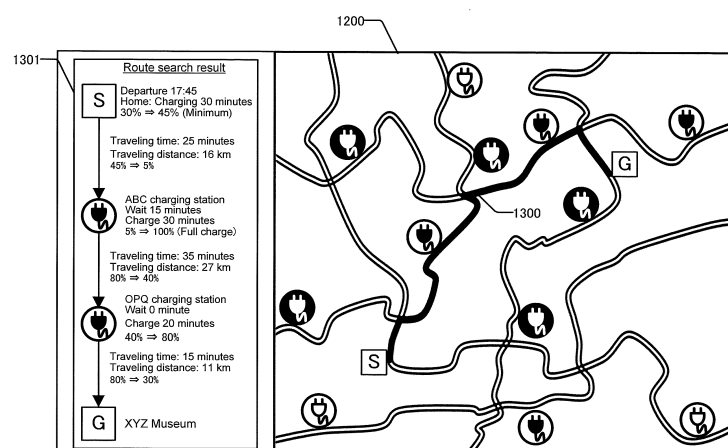 1200
1301
Route search result
S
Departure 17:45
Home: Charging 30 minutes
30% ⇒ 45% (Minimum)
Traveling time: 25 minutes
Traveling distance: 16 km
45% ⇒ 5%
ABC charging station
Wait 15 minutes
Charge 30 minutes
5% ⇒ 100% (Full charge)
Traveling time: 35 minutes
Traveling distance: 27 km
80% ⇒ 40%
OPQ charging station
Wait 0 minute
Charge 20 minutes
40% ⇒ 80%
Traveling time: 15 minutes
Traveling distance: 11 km
80% ⇒ 30%
G
XYZ Museum
G
1300
S